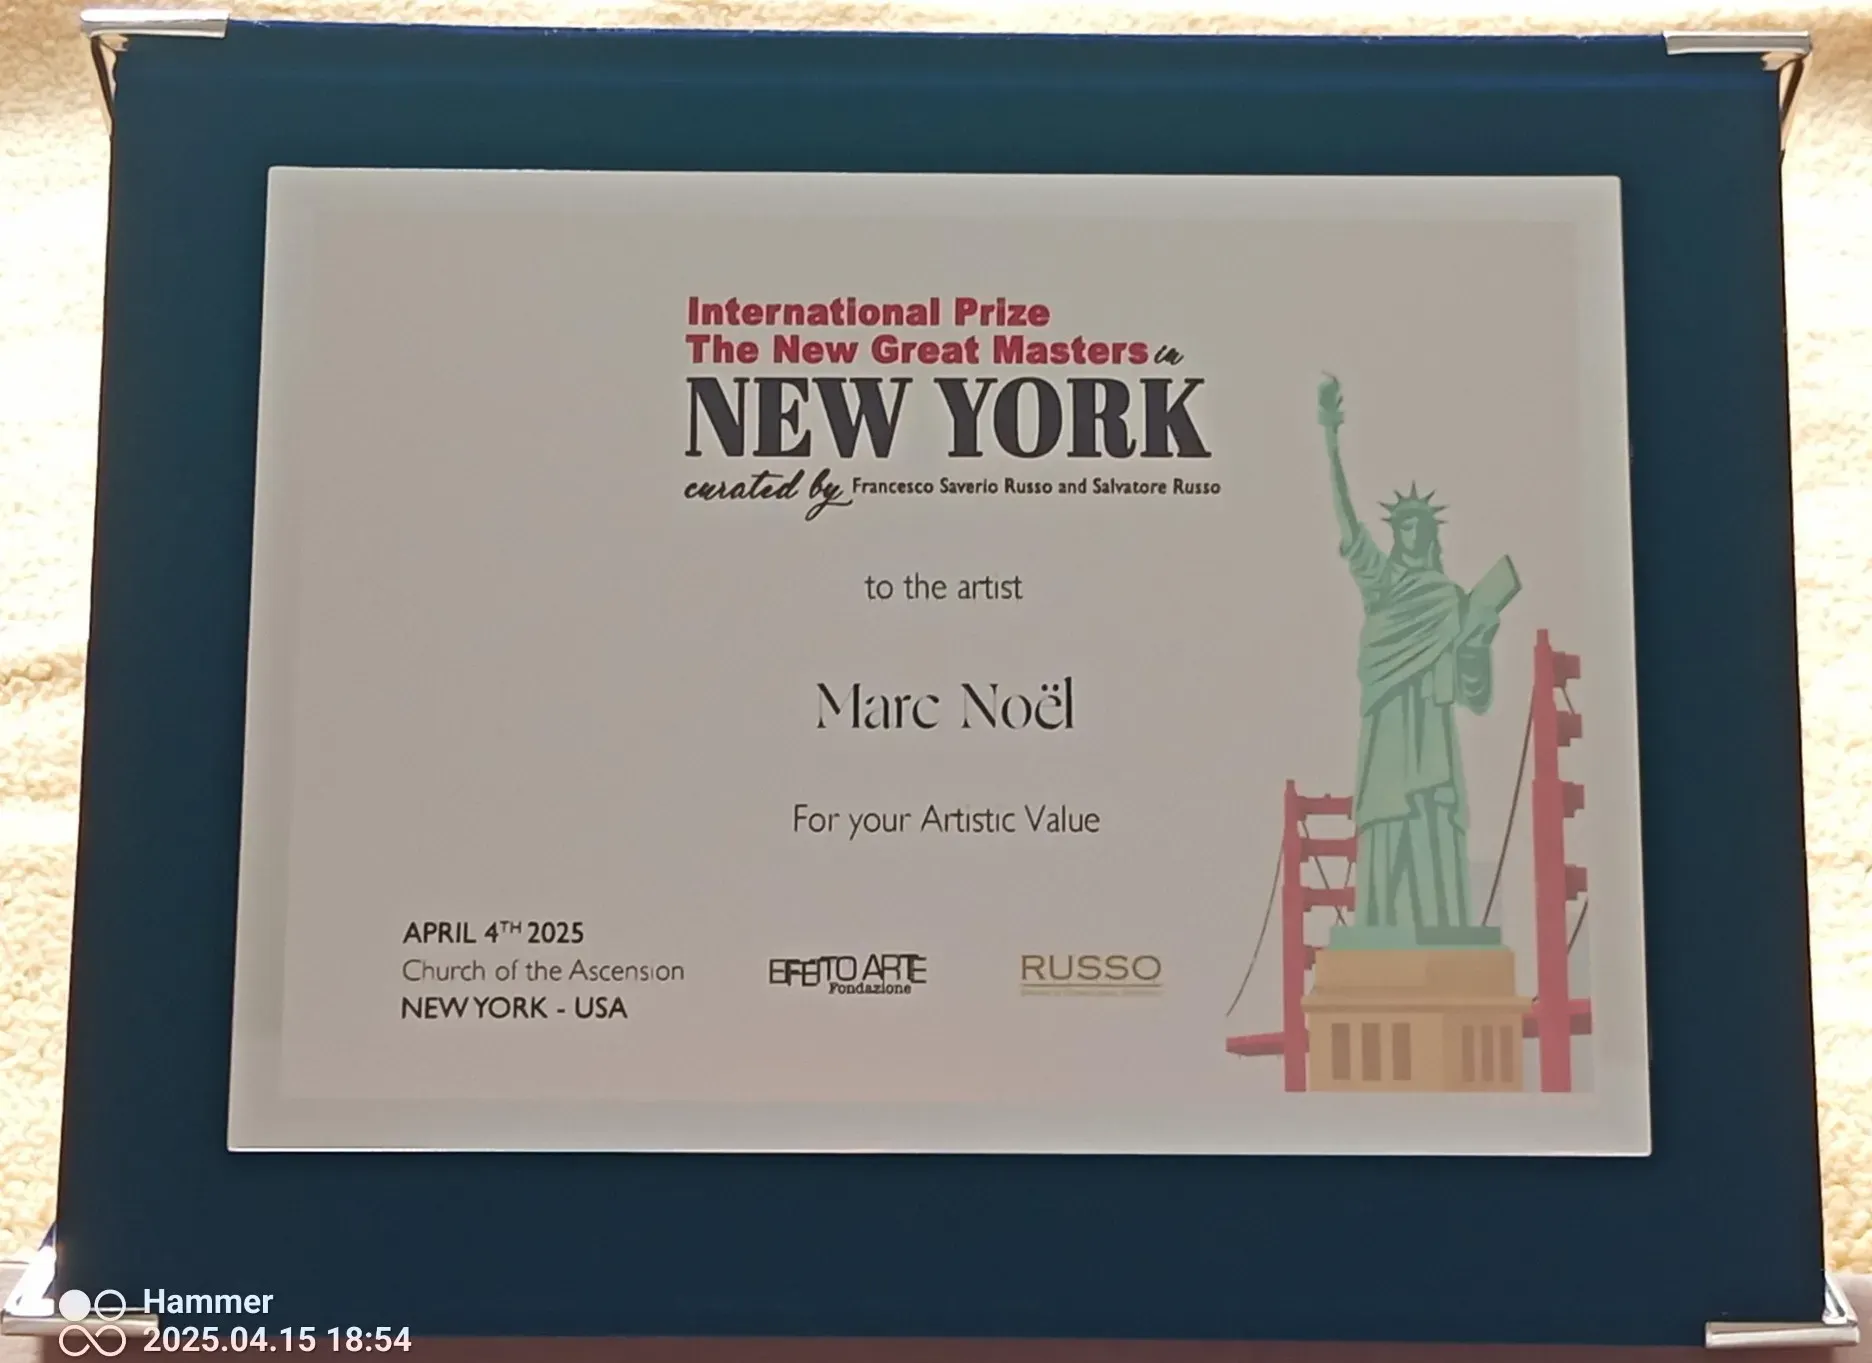 International Prize
The New Great Masters in
NEW YORK
curated by Francesco Saverio Russo and Salvatore Russo
to the artist
Marc Noël
For your Artistic Value
APRIL 4TH 2025
Church of the Ascension
NEW YORK - USA
EFFETTO ARTE
Fondazione
RUSSO
Hammer
2025.04.15 18:54